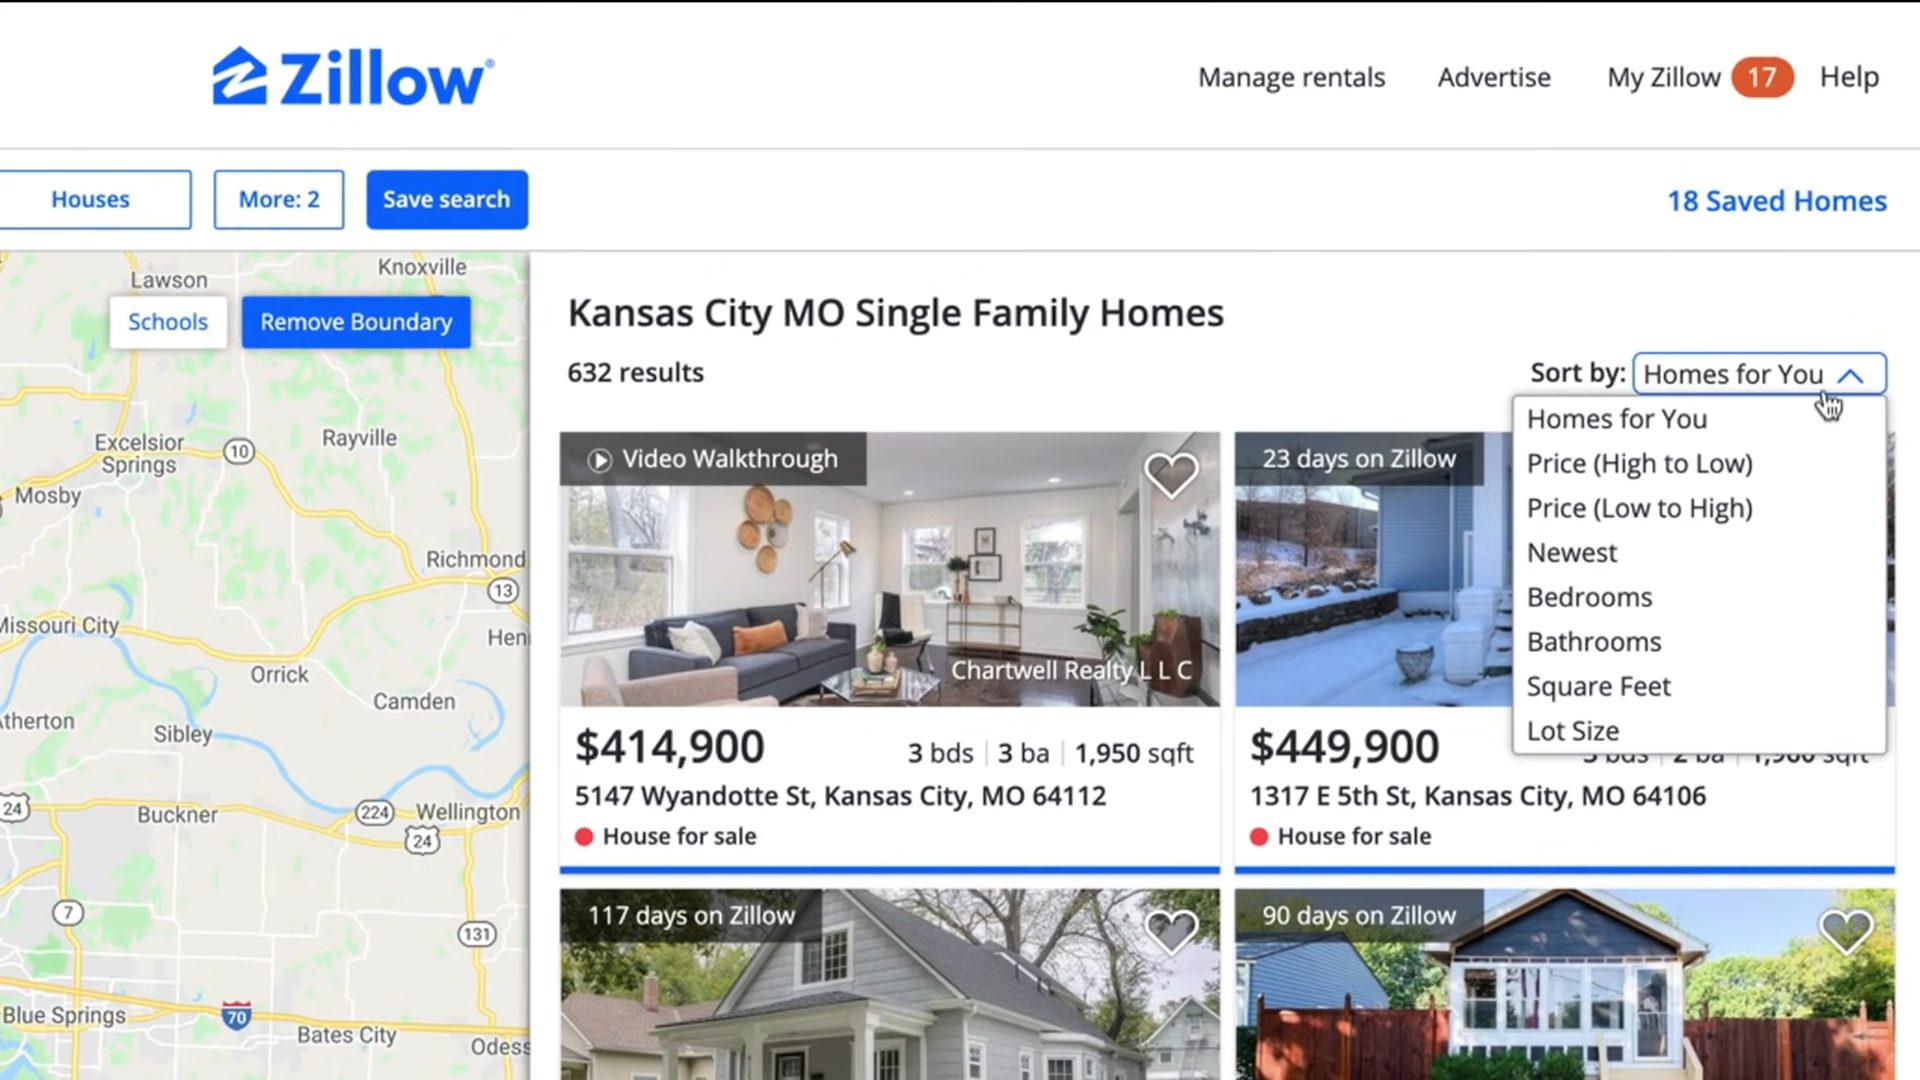 Zillow
Manage rentals
Advertise
My Zillow 17
Help
Houses
More: 2
Save search
18 Saved Homes
Knoxville
Lawson
Schools
Remove Boundary
Excelsior
Springs
10
Rayville
Mosby
Richmond
13
Missouri City
Hen
Orrick
Camden
Atherton
Sibley
24
Buckner
224
Wellington
24
7
131
Blue Springs
70
Bates City
Odess
Kansas City MO Single Family Homes
632 results
Sort by: Homes for You
Homes for You
Price (High to Low)
Price (Low to High)
Newest
Bedrooms
Bathrooms
Square Feet
Lot Size
Video Walkthrough
Chartwell Realty L L C
$414,900
3 bds | 3 ba | 1,950 sqft
5147 Wyandotte St, Kansas City, MO 64112
House for sale
23 days on Zillow
$449,900
1317 E 5th St, Kansas City, MO 64106
House for sale
117 days on Zillow
90 days on Zillow